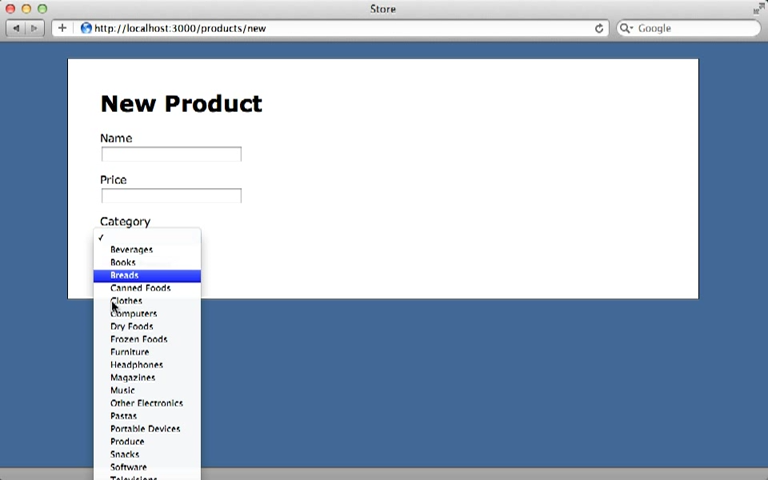 Store
http://localhost:3000/products/new
Google
New Product
Name
Price
Category
✓
Beverages
Books
Breads
Canned Foods
Clothes
Computers
Dry Foods
Frozen Foods
Furniture
Headphones
Magazines
Music
Other Electronics
Pastas
Portable Devices
Produce
Snacks
Software
Televisions